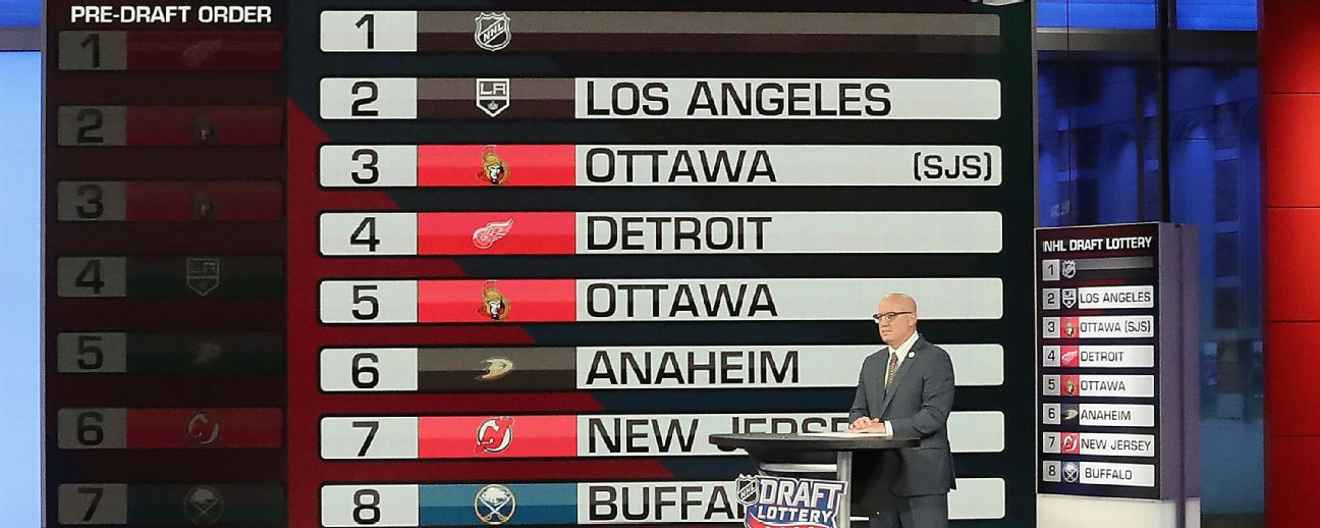 PRE-DRAFT ORDER
1
2
3
4
5
6
7
1 NHL
2 LA LOS ANGELES
3 OTTAWA (SJS)
4 DETROIT
5 OTTAWA
6 ANAHEIM
7 NEW JERSE
8 BUFFA
NHL DRAFT
LOTTERY
NHL DRAFT LOTTERY
1
2 LOS ANGELES
3 OTTAWA (SJS)
4 DETROIT
5 OTTAWA
6 ANAHEIM
7 NEW JERSEY
8 BUFFALO